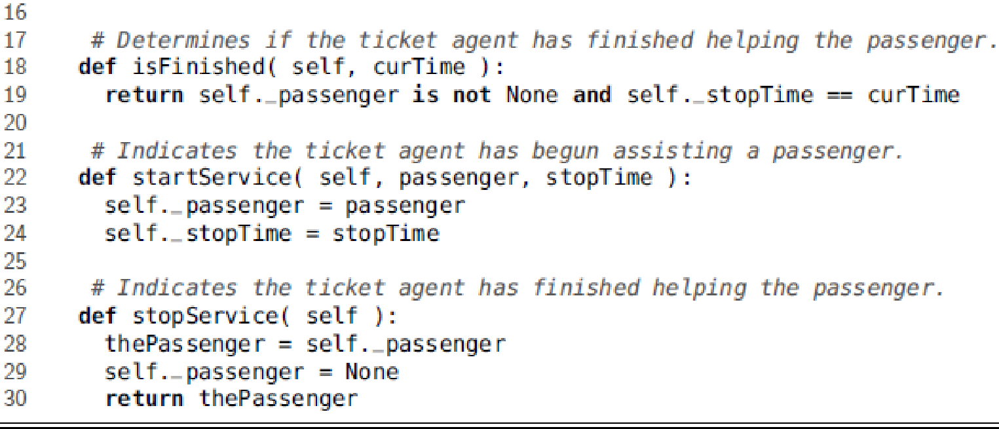 16
17 # Determines if the ticket agent has finished helping the passenger.
18 def isFinished( self, curTime ):
19 return self._passenger is not None and self._stopTime == curTime
20
21 # Indicates the ticket agent has begun assisting a passenger.
22 def startService( self, passenger, stopTime ):
23 self._passenger = passenger
24 self._stopTime = stopTime
25
26 # Indicates the ticket agent has finished helping the passenger.
27 def stopService( self ):
28 thePassenger = self._passenger
29 self._passenger = None
30 return thePassenger